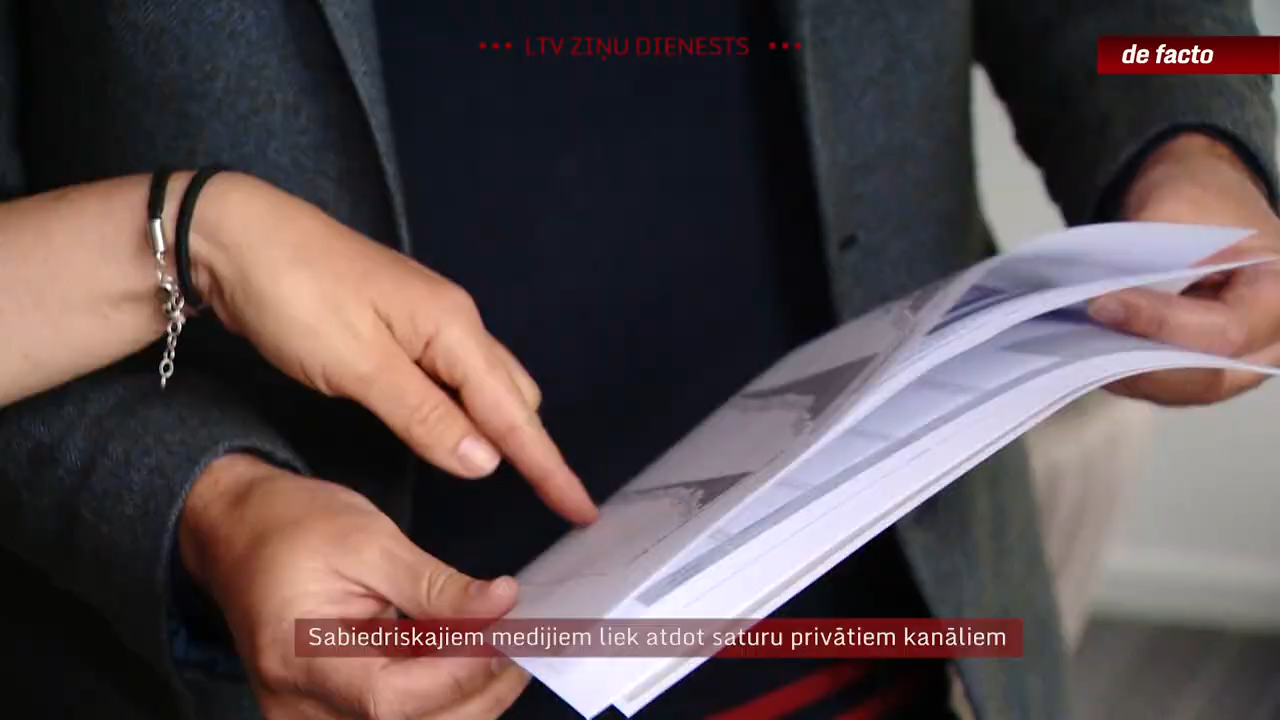 ••• LTV ZIŅU DIENESTS •••
de facto
Sabiedriskajiem medijiem liek atdot saturu privātiem kanāliem